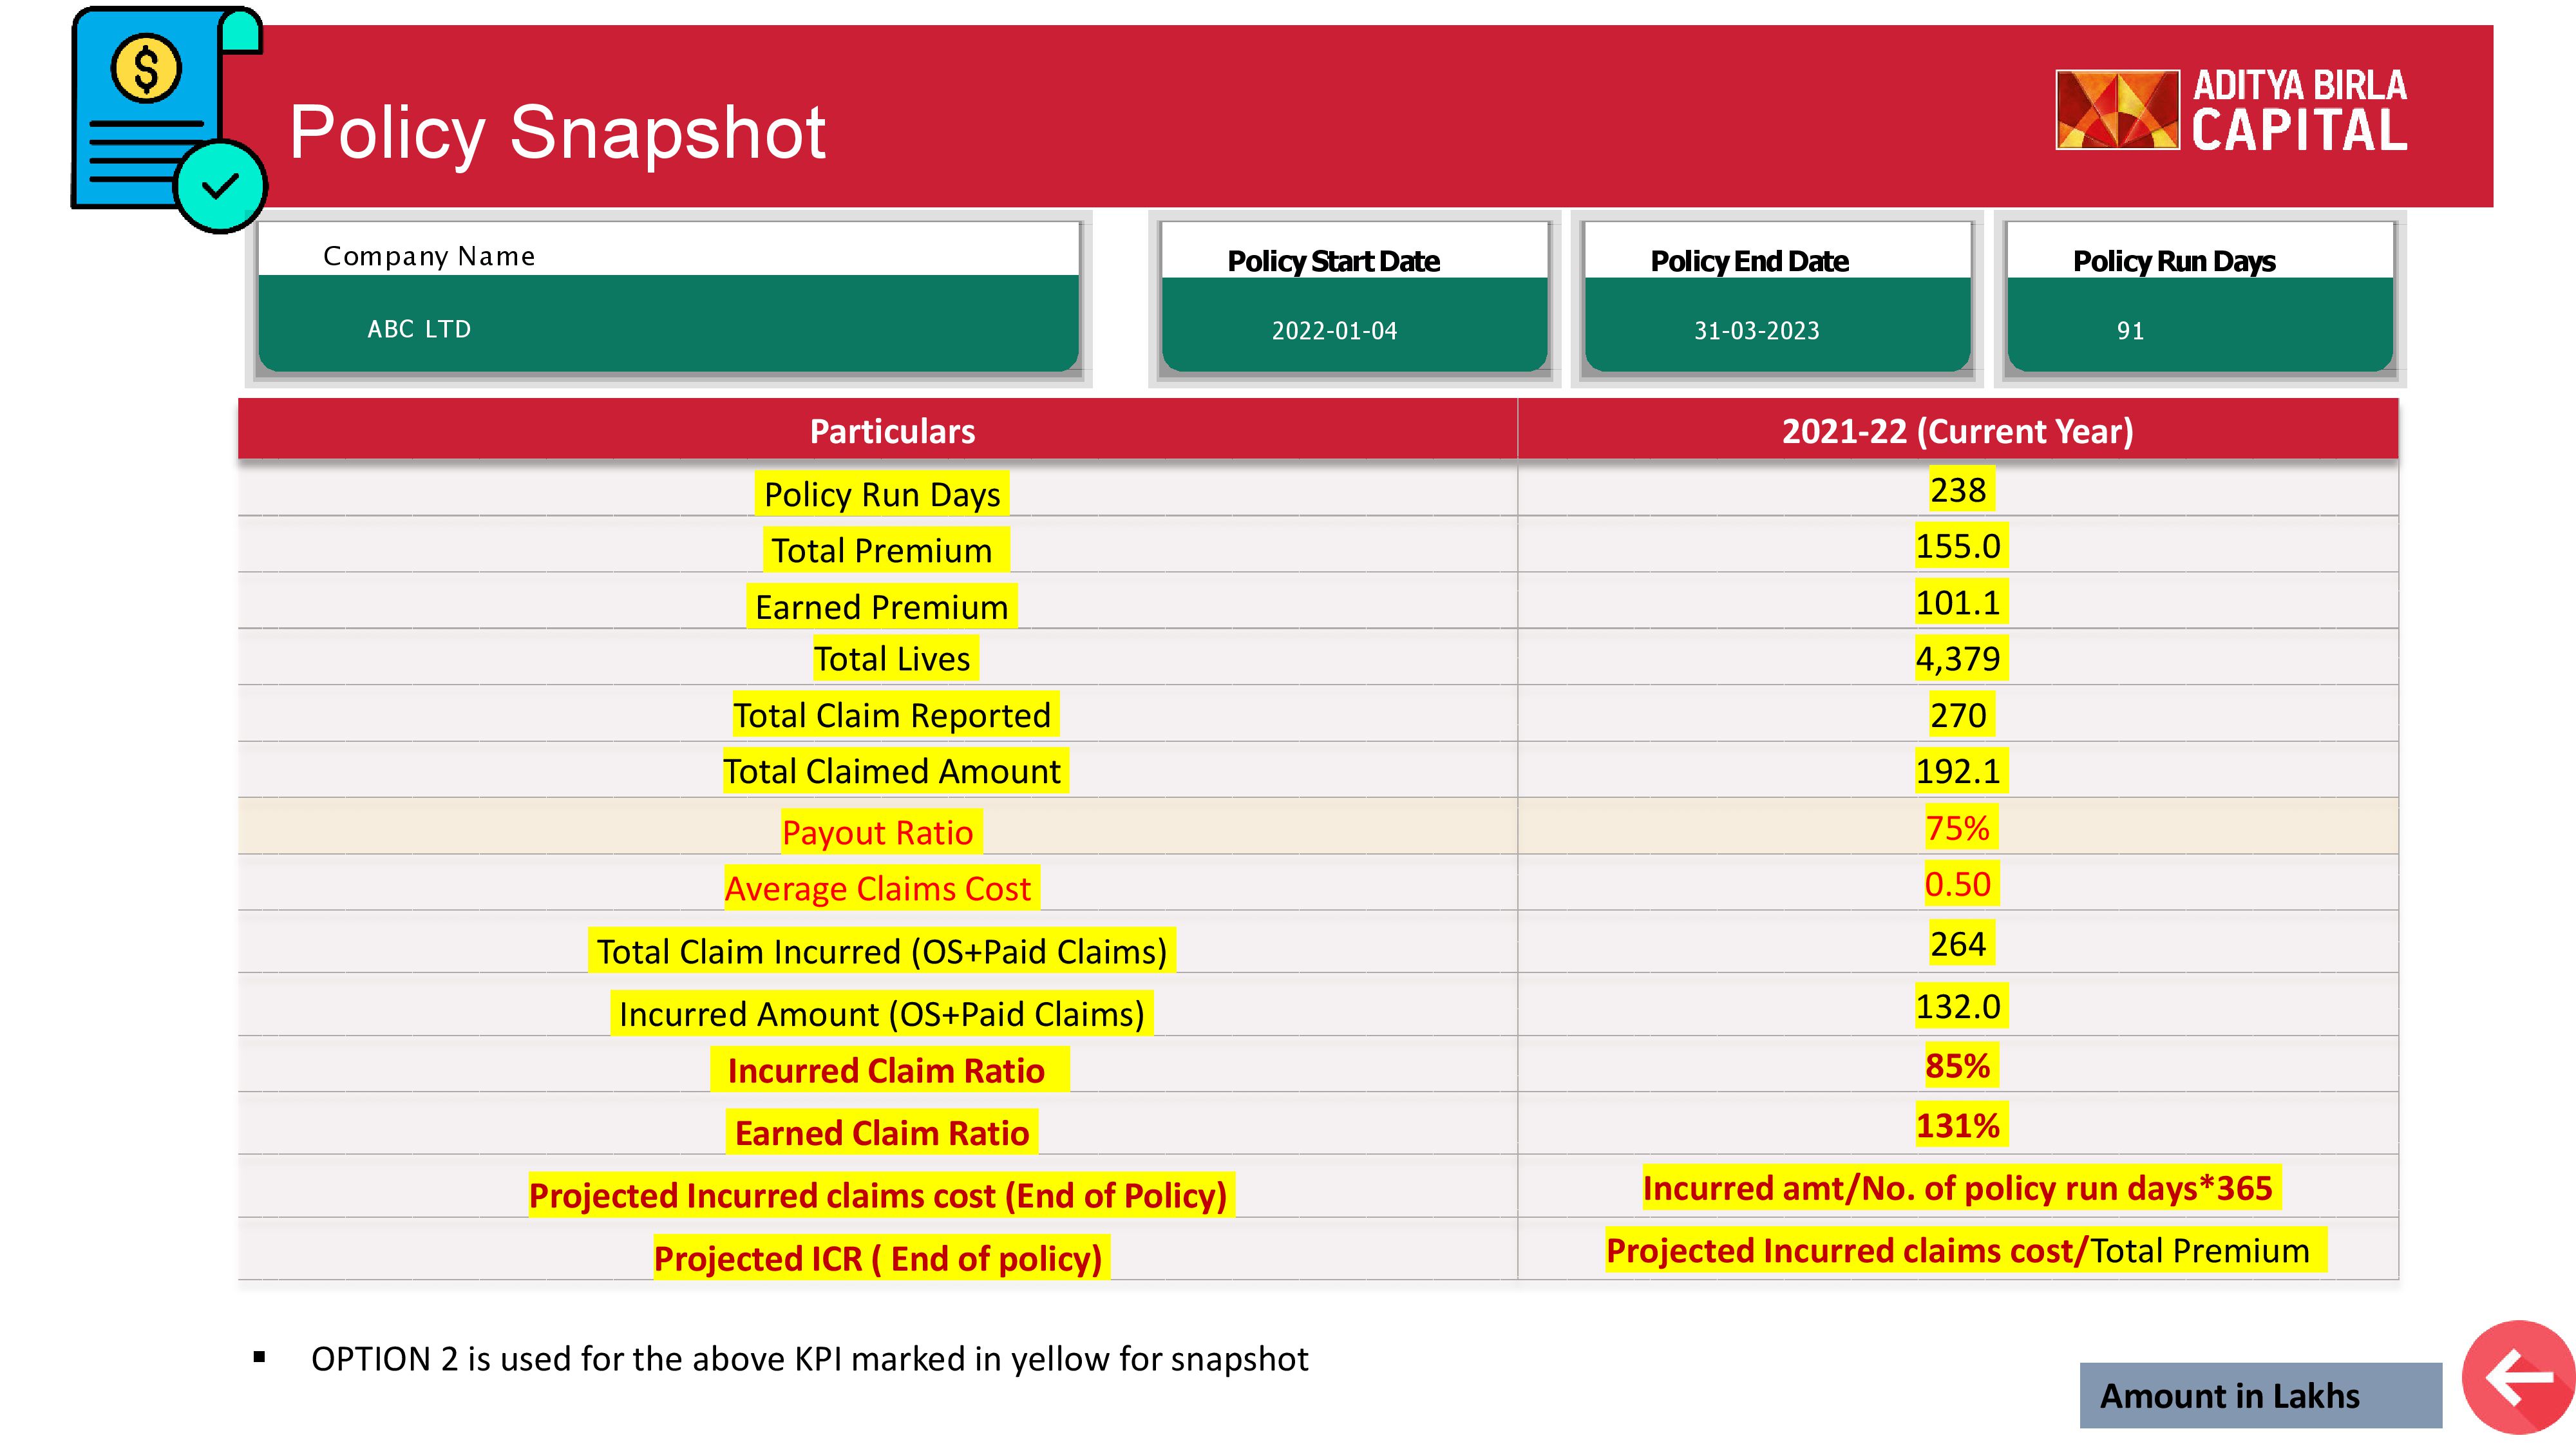 $
Policy Snapshot
ADITYA BIRLA
CAPITAL
Company Name
ABC LTD
Policy Start Date
2022-01-04
Policy End Date
31-03-2023
Policy Run Days
91
Particulars 2021-22 (Current Year)
Policy Run Days 238
Total Premium 155.0
Earned Premium 101.1
Total Lives 4,379
Total Claim Reported 270
Total Claimed Amount 192.1
Payout Ratio 75%
Average Claims Cost 0.50
Total Claim Incurred (OS+Paid Claims) 264
Incurred Amount (OS+Paid Claims) 132.0
Incurred Claim Ratio 85%
Earned Claim Ratio 131%
Projected Incurred claims cost (End of Policy) Incurred amt/No. of policy run days*365
Projected ICR ( End of policy) Projected Incurred claims cost/Total Premium
▪ OPTION 2 is used for the above KPI marked in yellow for snapshot
Amount in Lakhs